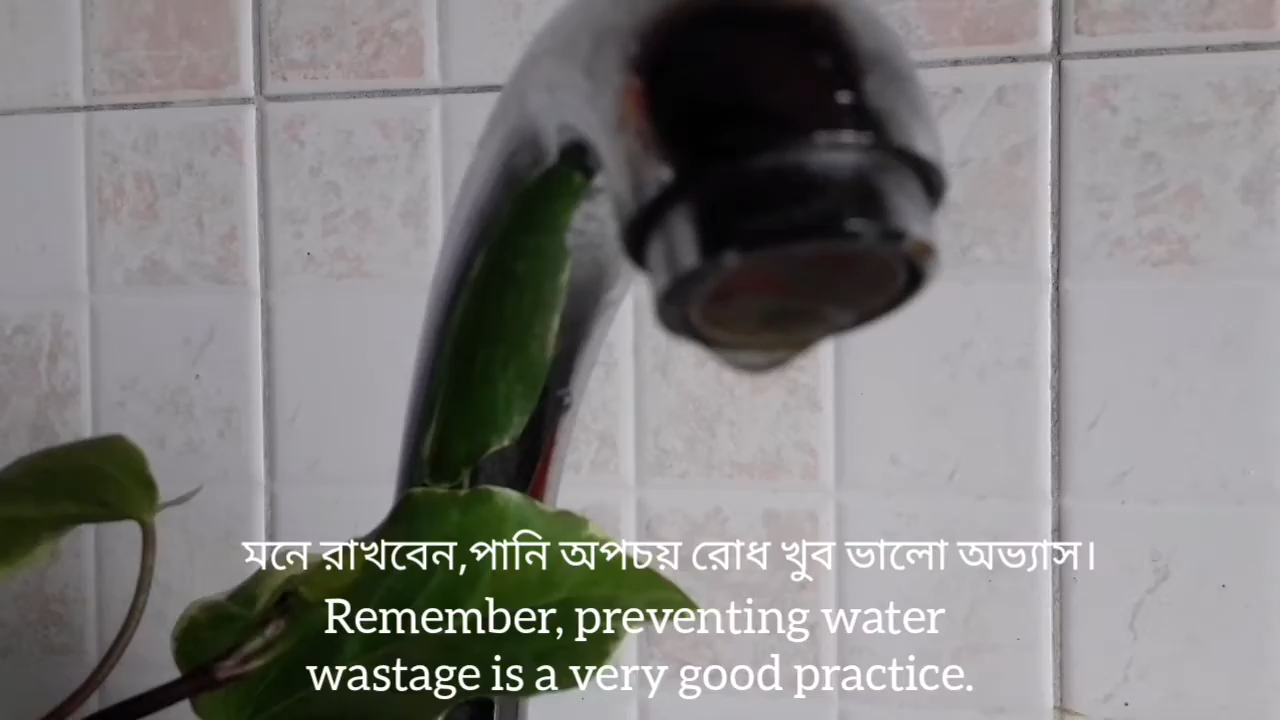 মনে রাখবেন,পানি অপচয় রোধ খুব ভালো অভ্যাস।
Remember, preventing water
wastage is a very good practice.